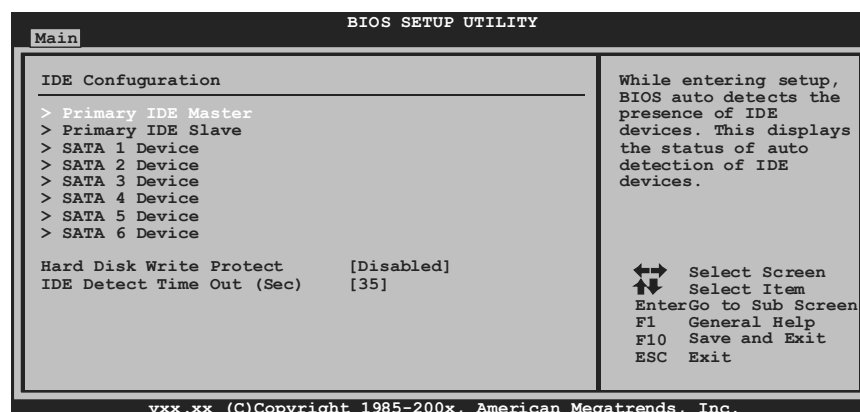 BIOS SETUP UTILITY
Main
IDE Confuguration
> Primary IDE Master
> Primary IDE Slave
> SATA 1 Device
> SATA 2 Device
> SATA 3 Device
> SATA 4 Device
> SATA 5 Device
> SATA 6 Device
Hard Disk Write Protect [Disabled]
IDE Detect Time Out (Sec) [35]
While entering setup,
BIOS auto detects the
presence of IDE
devices. This displays
the status of auto
detection of IDE
devices.
Select Screen
Select Item
EnterGo to Sub Screen
F1 General Help
F10 Save and Exit
ESC Exit
vxx.xx (C)Copyright 1985-200x, American Megatrends, Inc.